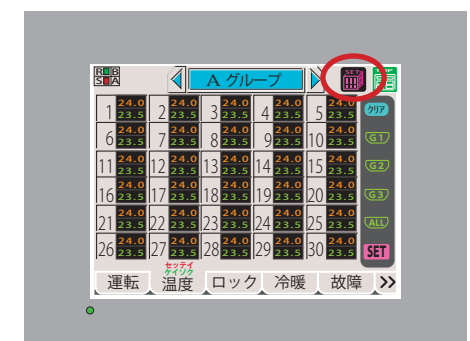 RB
SA
A グループ
SET
1 24.0 23.5 2 24.0 23.5 3 24.0 23.5 4 24.0 23.5 5 24.0 23.5 クリア
6 24.0 23.5 7 24.0 23.5 8 24.0 23.5 9 24.0 23.5 10 24.0 23.5 G1
11 24.0 23.5 12 24.0 23.5 13 24.0 23.5 14 24.0 23.5 15 24.0 23.5 G2
16 24.0 23.5 17 24.0 23.5 18 24.0 23.5 19 24.0 23.5 20 24.0 23.5 G3
21 24.0 23.5 22 24.0 23.5 23 24.0 23.5 24 24.0 23.5 25 24.0 23.5 ALL
26 24.0 23.5 27 24.0 23.5 28 24.0 23.5 29 24.0 23.5 30 24.0 23.5 SET
セッテイ
ケイソク
運転 温度 ロック 冷暖 故障 >>